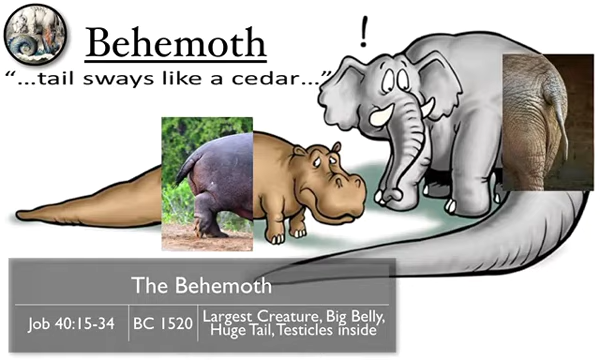 Behemoth
"...tail sways like a cedar..."
!
The Behemoth
Job 40:15-34
BC 1520
Largest Creature, Big Belly,
Huge Tail, Testicles inside